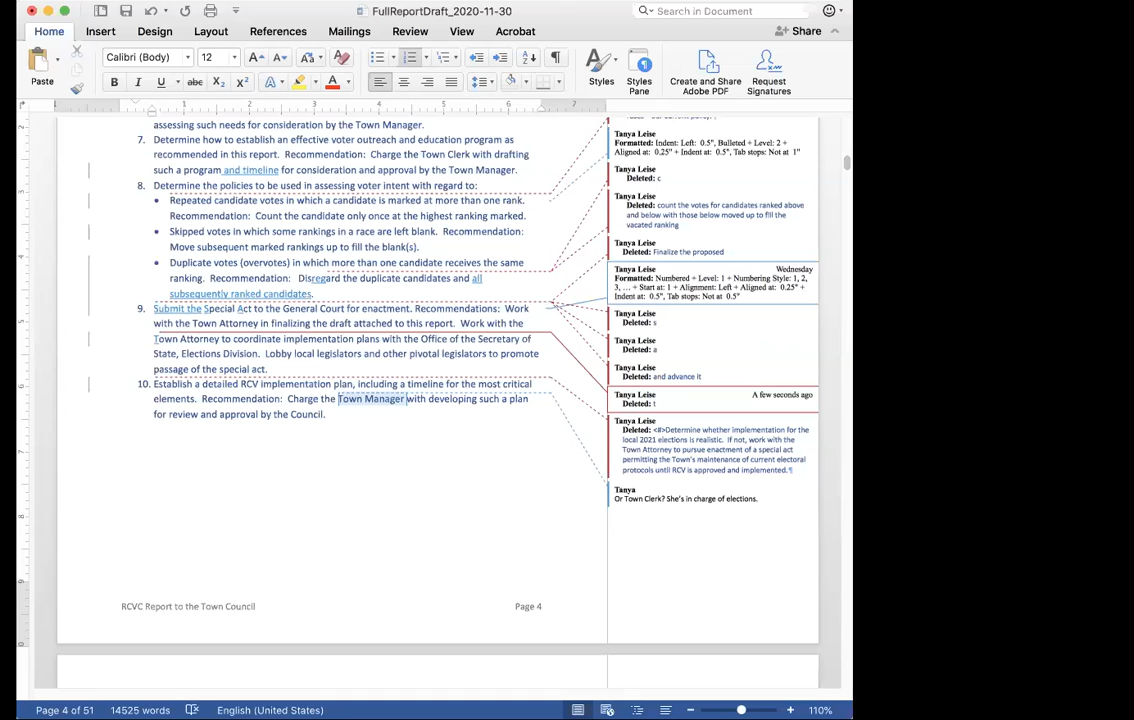 FullReportDraft_2020-11-30
Search in Document
Home Insert Design Layout References Mailings Review View Acrobat
Share
Paste
Calibri (Body) 12
Styles
Styles Pane
Create and Share Adobe PDF
Request Signatures
1 2 3 4 5 6 7
assessing such needs for consideration by the Town Manager.
7. Determine how to establish an effective voter outreach and education program as
recommended in this report. Recommendation: Charge the Town Clerk with drafting
such a program and timeline for consideration and approval by the Town Manager.
8. Determine the policies to be used in assessing voter intent with regard to:
• Repeated candidate votes in which a candidate is marked at more than one rank.
Recommendation: Count the candidate only once at the highest ranking marked.
• Skipped votes in which some rankings in a race are left blank. Recommendation:
Move subsequent marked rankings up to fill the blank(s).
• Duplicate votes (overvotes) in which more than one candidate receives the same
ranking. Recommendation: Disregard the duplicate candidates and all
subsequently ranked candidates.
9. Submit the Special Act to the General Court for enactment. Recommendations: Work
with the Town Attorney in finalizing the draft attached to this report. Work with the
Town Attorney to coordinate implementation plans with the Office of the Secretary of
State, Elections Division. Lobby local legislators and other pivotal legislators to promote
passage of the special act.
10. Establish a detailed RCV implementation plan, including a timeline for the most critical
elements. Recommendation: Charge the Town Manager with developing such a plan
for review and approval by the Council.
RCVC Report to the Town Council Page 4
Tanya Leise
Formatted: Indent: Left: 0.5", Bulleted + Level: 2 +
Aligned at: 0.25" + Indent at: 0.5", Tab stops: Not at 1"
Tanya Leise
Deleted: c
Tanya Leise
Deleted: count the votes for candidates ranked above
and below with those below moved up to fill the
vacated ranking
Tanya Leise
Deleted: Finalize the proposed
Tanya Leise Wednesday
Formatted: Numbered + Level: 1 + Numbering Style: 1, 2,
3, … + Start at: 1 + Alignment: Left + Aligned at: 0.25" +
Indent at: 0.5", Tab stops: Not at 0.5"
Tanya Leise
Deleted: s
Tanya Leise
Deleted: a
Tanya Leise
Deleted: and advance it
Tanya Leise A few seconds ago
Deleted: t
Tanya Leise
Deleted: <#>Determine whether implementation for the
local 2021 elections is realistic. If not, work with the
Town Attorney to pursue enactment of a special act
permitting the Town's maintenance of current electoral
protocols until RCV is approved and implemented.¶
Tanya
Or Town Clerk? She's in charge of elections.
Page 4 of 51 14525 words English (United States) 110%